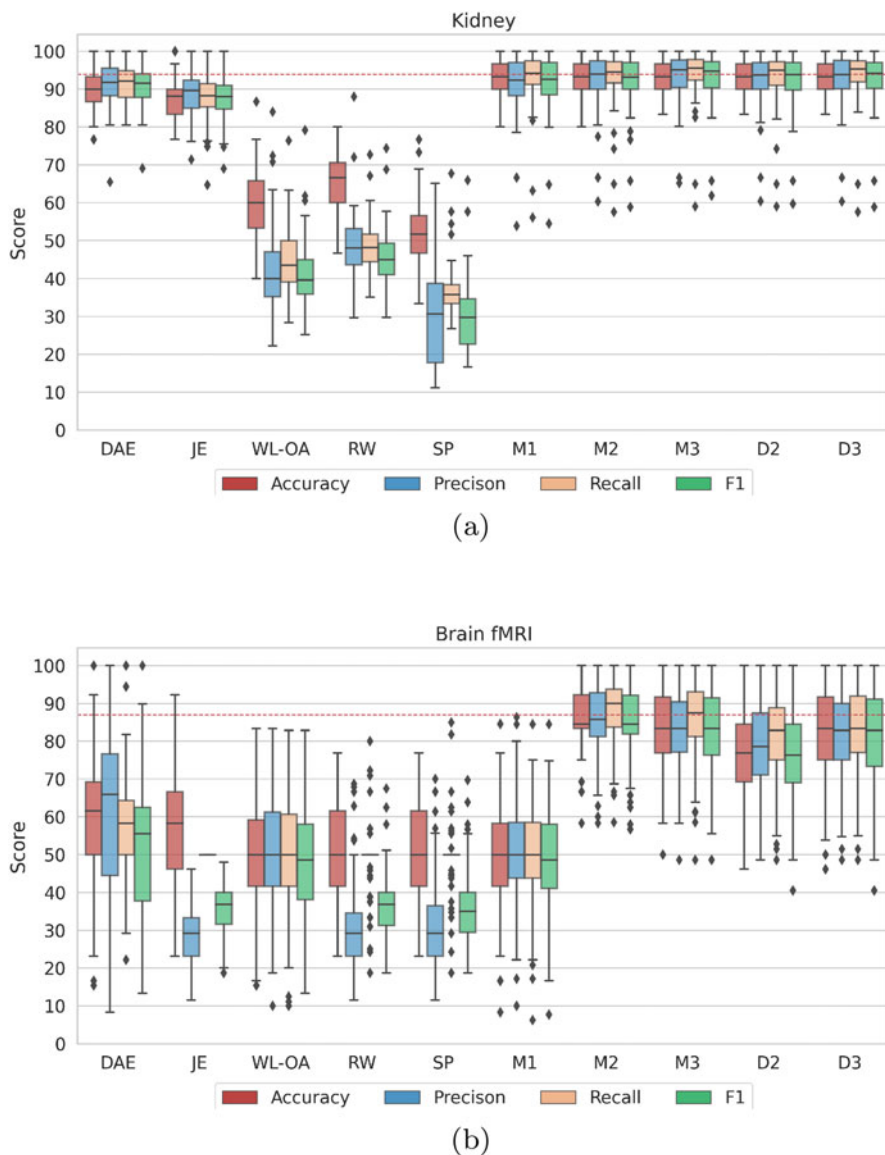 Kidney
100
90
80
70
60
50
40
30
20
10
0
Score
DAE JE WL-OA RW SP M1 M2 M3 D2 D3
Accuracy Precison Recall F1
(a)
Brain fMRI
100
90
80
70
60
50
40
30
20
10
0
Score
DAE JE WL-OA RW SP M1 M2 M3 D2 D3
Accuracy Precison Recall F1
(b)